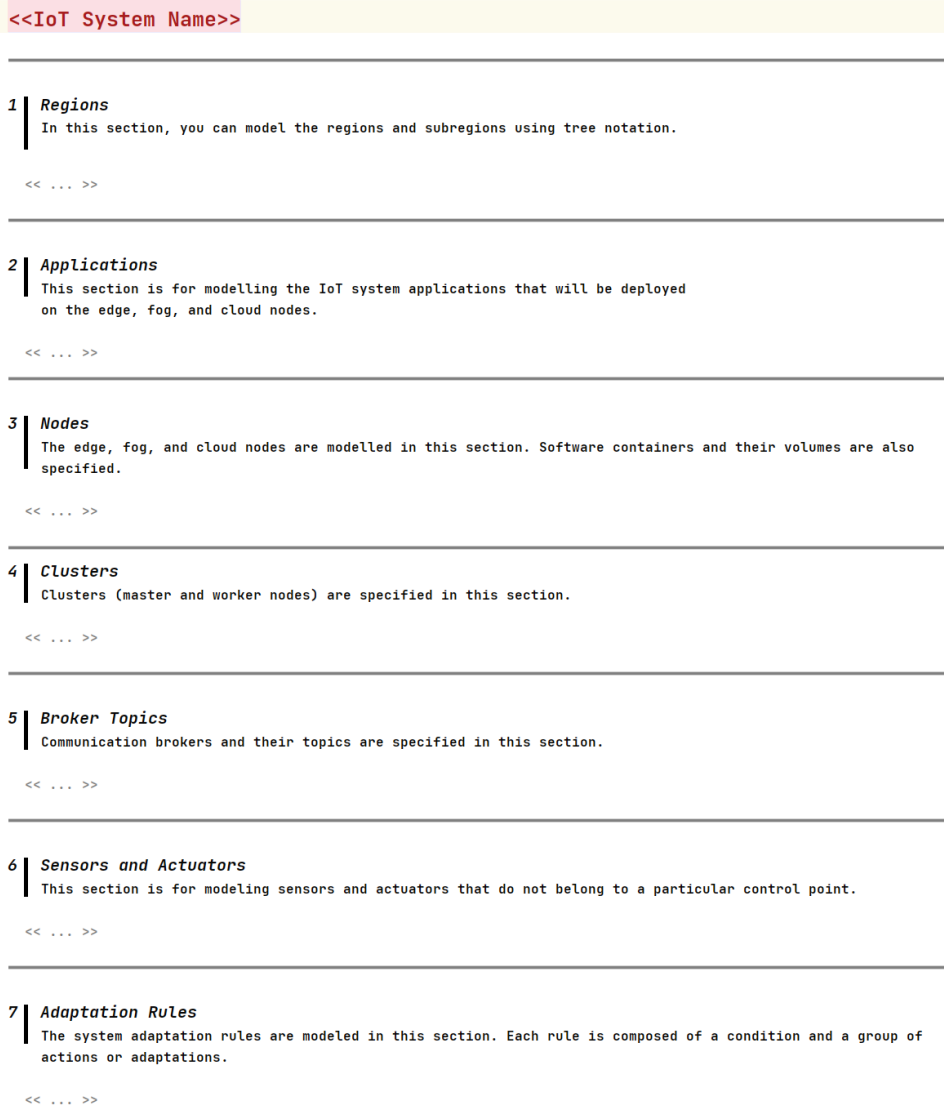 <<IoT System Name>>
1 Regions
In this section, you can model the regions and subregions using tree notation.
<< ... >>
2 Applications
This section is for modelling the IoT system applications that will be deployed
on the edge, fog, and cloud nodes.
<< ... >>
3 Nodes
The edge, fog, and cloud nodes are modelled in this section. Software containers and their volumes are also
specified.
<< ... >>
4 Clusters
Clusters (master and worker nodes) are specified in this section.
<< ... >>
5 Broker Topics
Communication brokers and their topics are specified in this section.
<< ... >>
6 Sensors and Actuators
This section is for modeling sensors and actuators that do not belong to a particular control point.
<< ... >>
7 Adaptation Rules
The system adaptation rules are modeled in this section. Each rule is composed of a condition and a group of
actions or adaptations.
<< ... >>